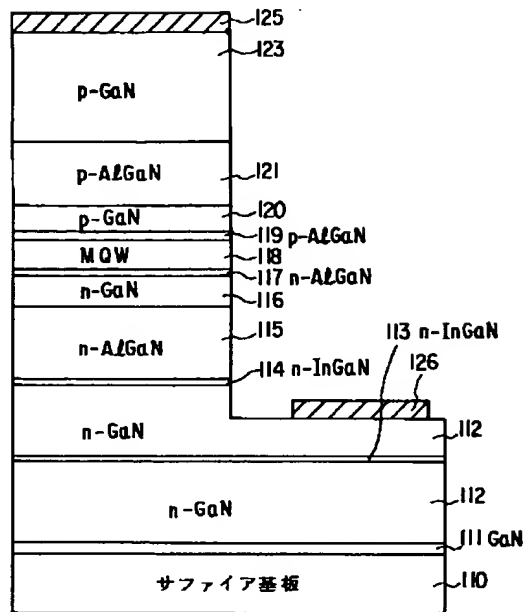 125
123
p-GaN
p-AlGaN
121
p-GaN
120
119 p-AlGaN
MQW
118
117 n-AlGaN
n-GaN
116
115
113 n-InGaN
n-AlGaN
114 n-InGaN
126
n-GaN
112
n-GaN
112
111 GaN
サファイア基板
110